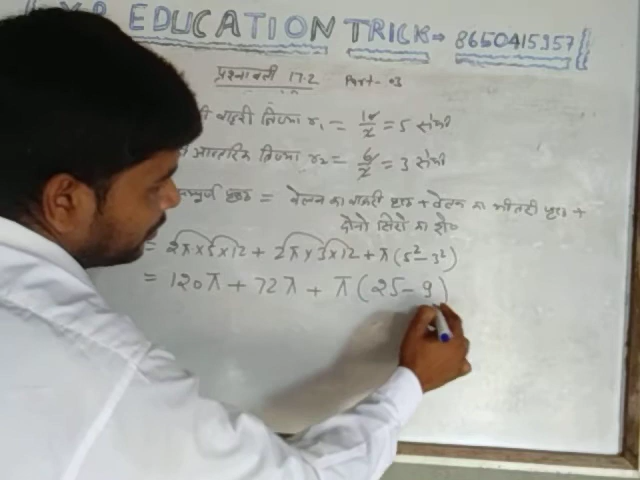 EDUCATION TRICK ⇒ 8650415957
प्रश्नावली 17.2 Part - 03
बाहरी त्रिज्या r₁ = 10/2 = 5 सेमी
आन्तरिक त्रिज्या r₂ = 6/2 = 3 सेमी
सम्पूर्ण पृष्ठ = बेलन का बाहरी पृष्ठ + बेलन का भीतरी पृष्ठ +
दोनो सिरों का क्षे०
= 2π×5×12 + 2π×3×12 + π(5²-3²)
= 120π + 72π + π(25-9)